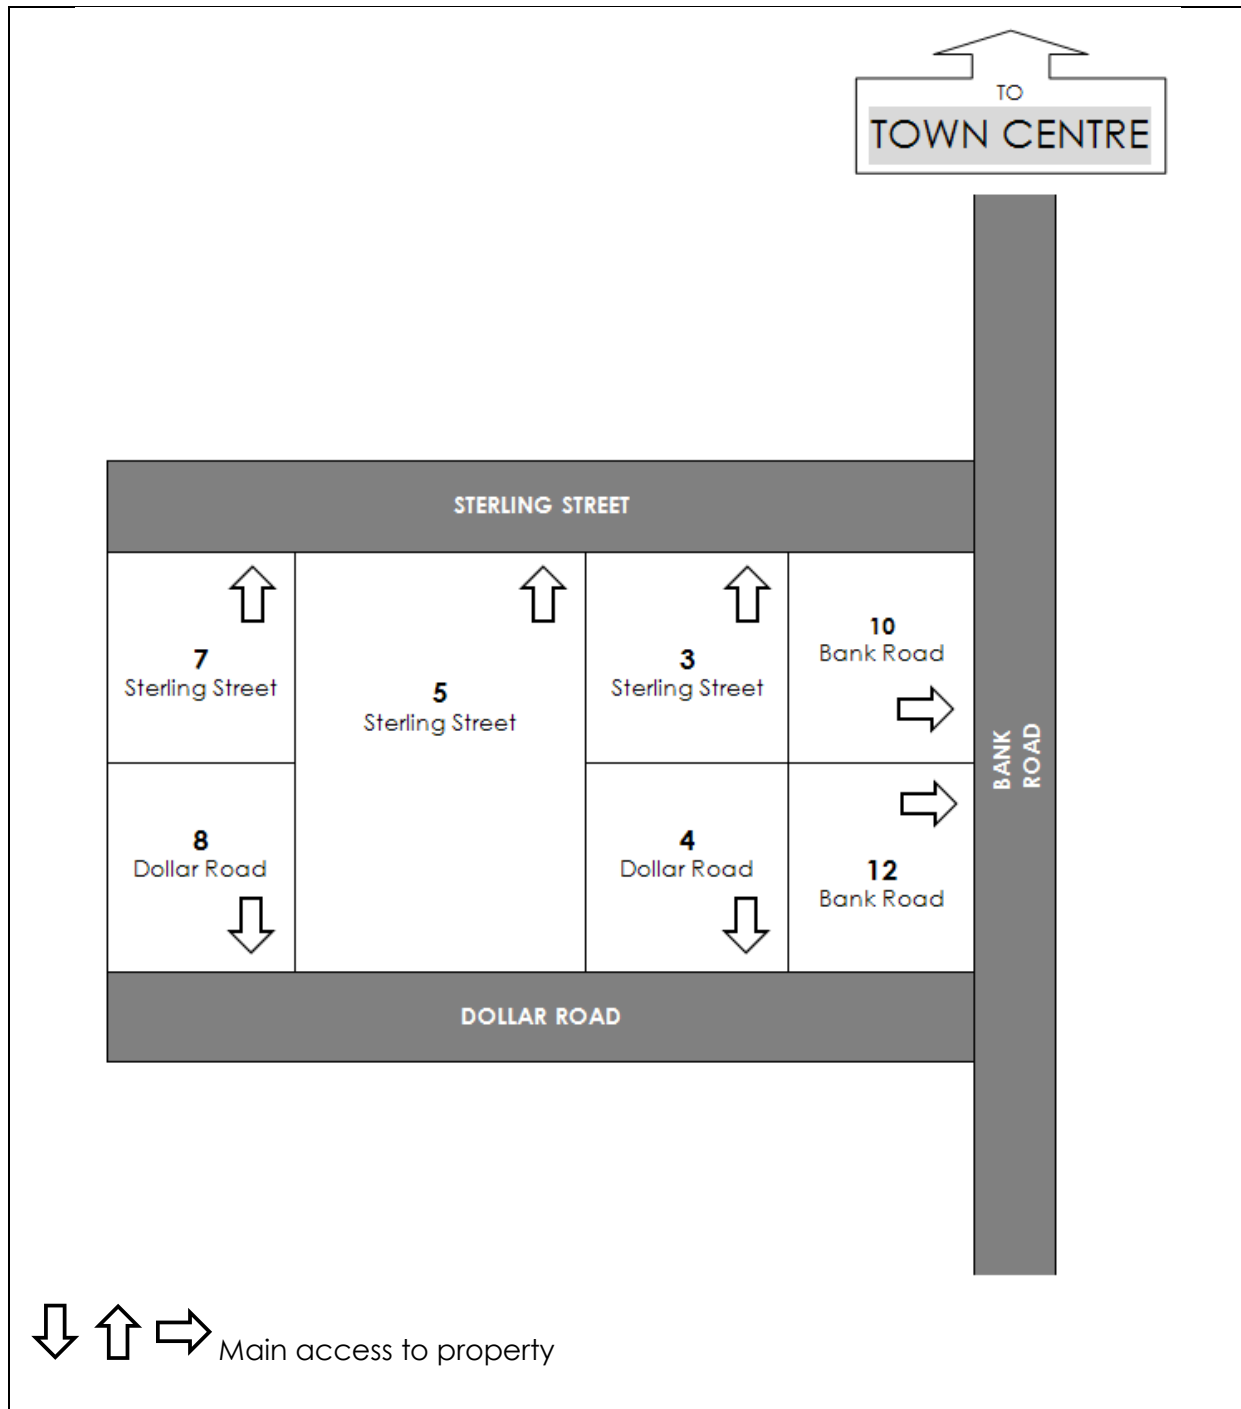 TO
TOWN CENTRE
STERLING STREET
7
Sterling Street
5
Sterling Street
3
Sterling Street
10
Bank Road
BANK
ROAD
8
Dollar Road
4
Dollar Road
12
Bank Road
DOLLAR ROAD
Main access to property